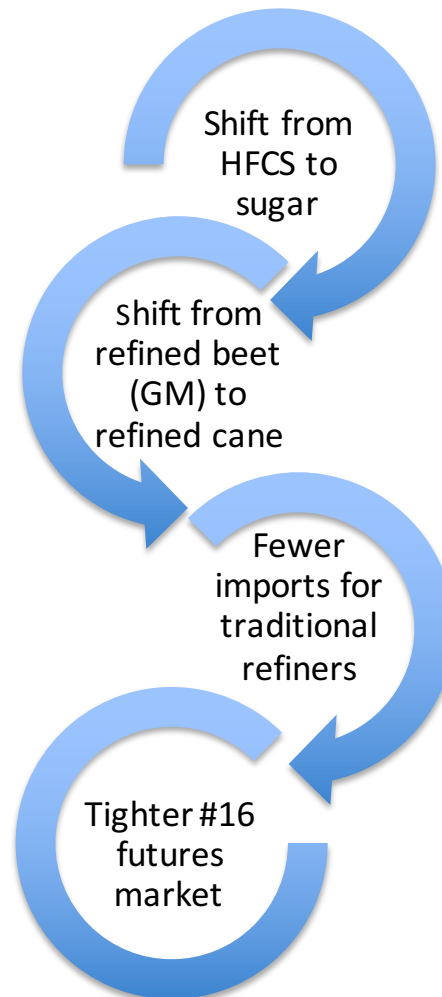 Shift from
HFCS to
sugar
Shift from
refined beet
(GM) to
refined cane
Fewer
imports for
traditional
refiners
Tighter #16
futures
market